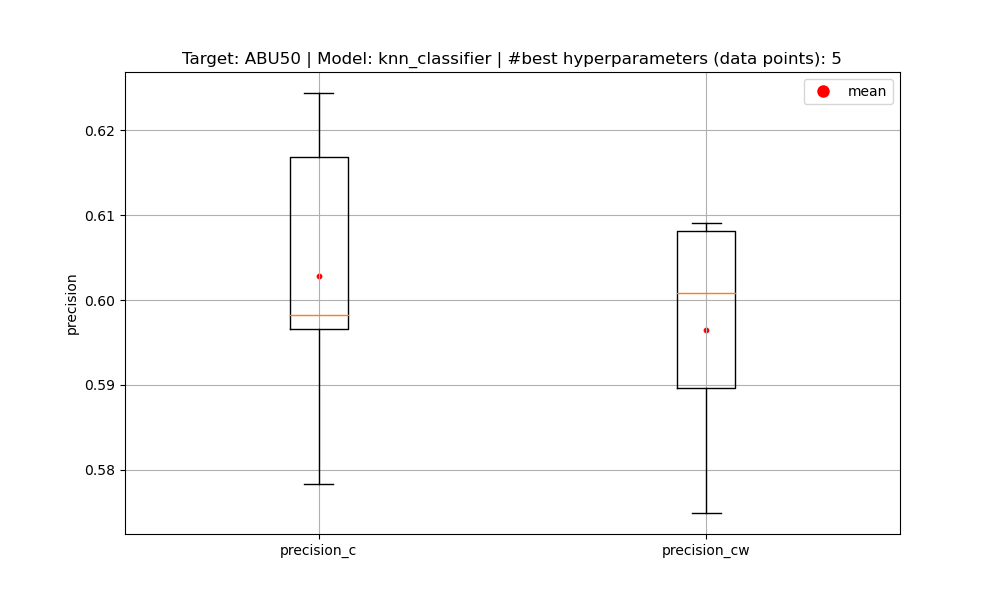 Target: ABU50 | Model: knn_classifier | #best hyperparameters (data points): 5
mean
0.62
0.61
0.60
0.59
0.58
precision
precision_c
precision_cw